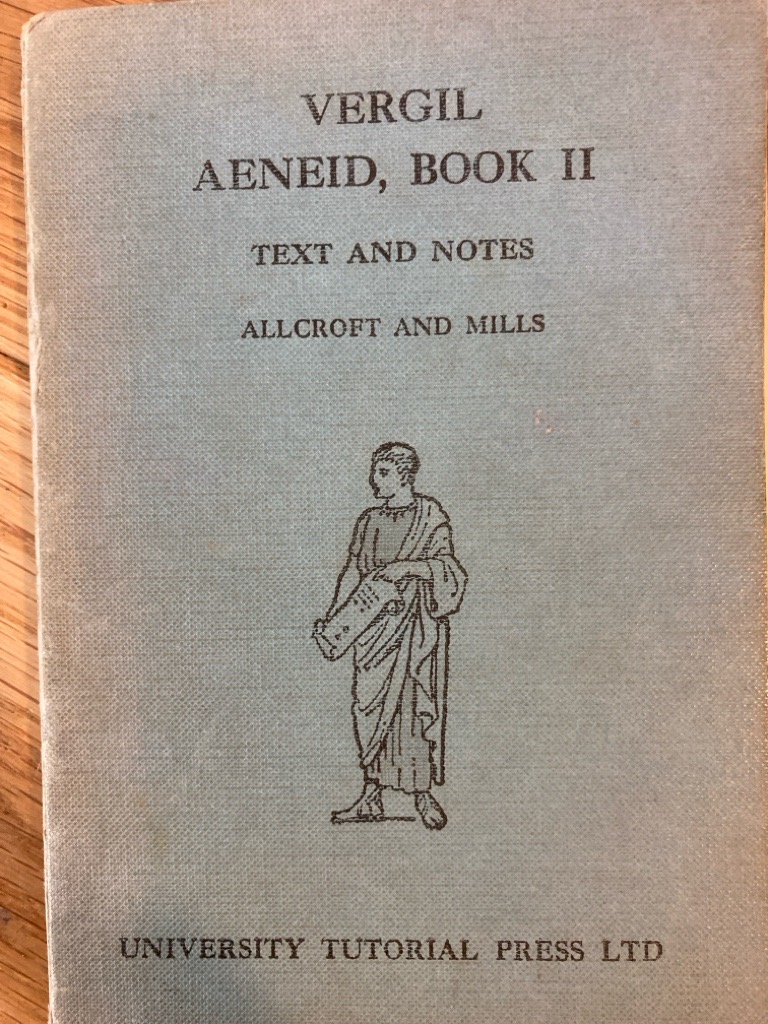 VERGIL
AENEID, BOOK II
TEXT AND NOTES
ALLCROFT AND MILLS
UNIVERSITY TUTORIAL PRESS LTD